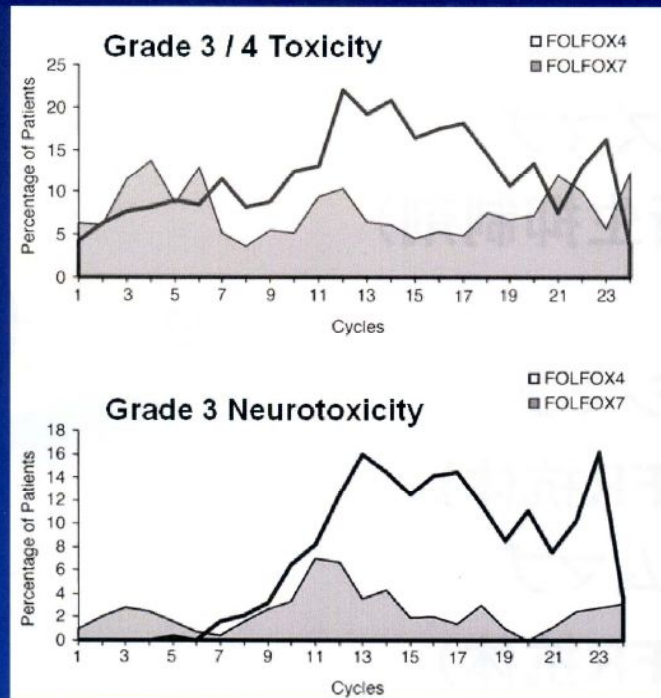 Grade 3 / 4 Toxicity
FOLFOX4
FOLFOX7
Percentage of Patients
25
20
15
10
5
0
1 3 5 7 9 11 13 15 17 19 21 23
Cycles
Grade 3 Neurotoxicity
FOLFOX4
FOLFOX7
Percentage of Patients
18
16
14
12
10
8
6
4
2
0
1 3 5 7 9 11 13 15 17 19 21 23
Cycles